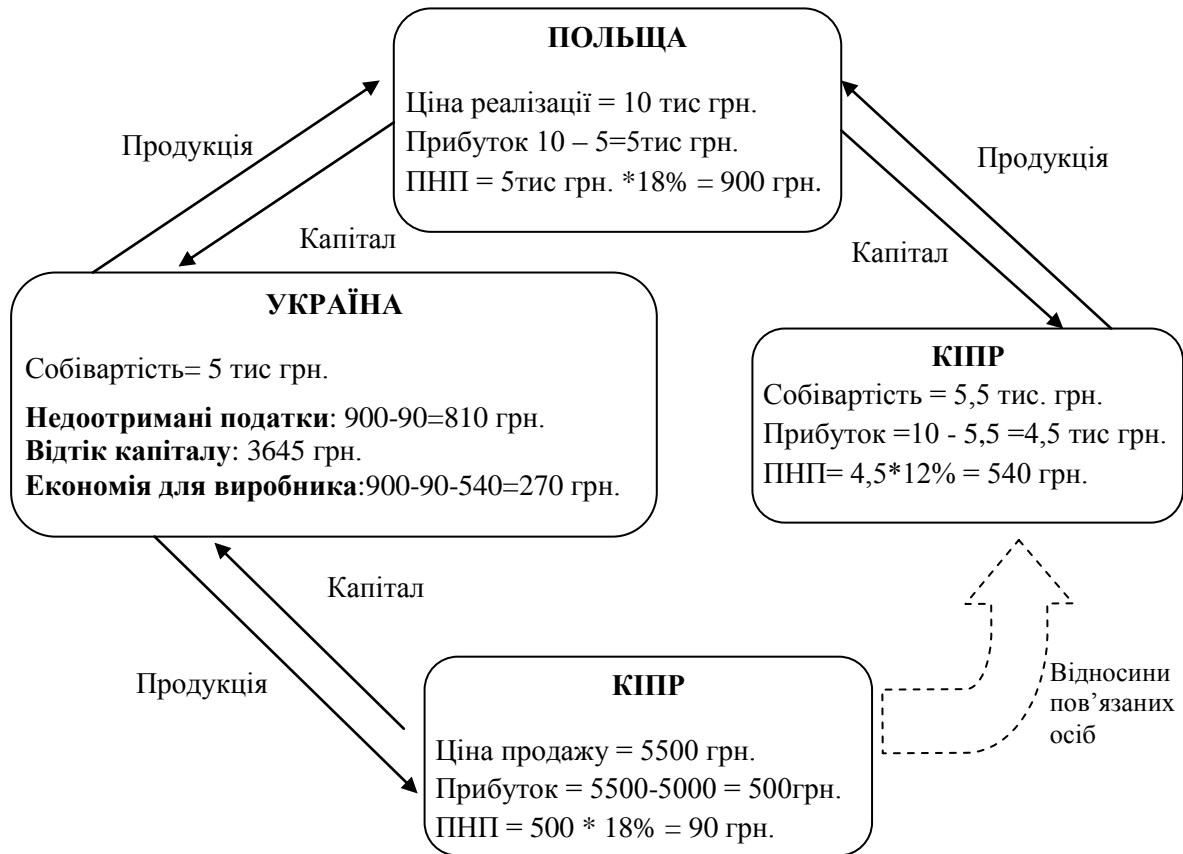 ПОЛЬЩА
Ціна реалізації = 10 тис грн.
Прибуток 10 – 5=5тис грн.
ПНП = 5тис грн. *18% = 900 грн.
Продукція
Капітал
Продукція
Капітал
УКРАЇНА
Собівартість= 5 тис грн.
Недоотримані податки: 900-90=810 грн.
Відтік капіталу: 3645 грн.
Економія для виробника:900-90-540=270 грн.
КІПР
Собівартість = 5,5 тис. грн.
Прибуток =10 - 5,5 =4,5 тис грн.
ПНП= 4,5*12% = 540 грн.
Капітал
Продукція
КІПР
Ціна продажу = 5500 грн.
Прибуток = 5500-5000 = 500грн.
ПНП = 500 * 18% = 90 грн.
Відносини
пов’язаних
осіб